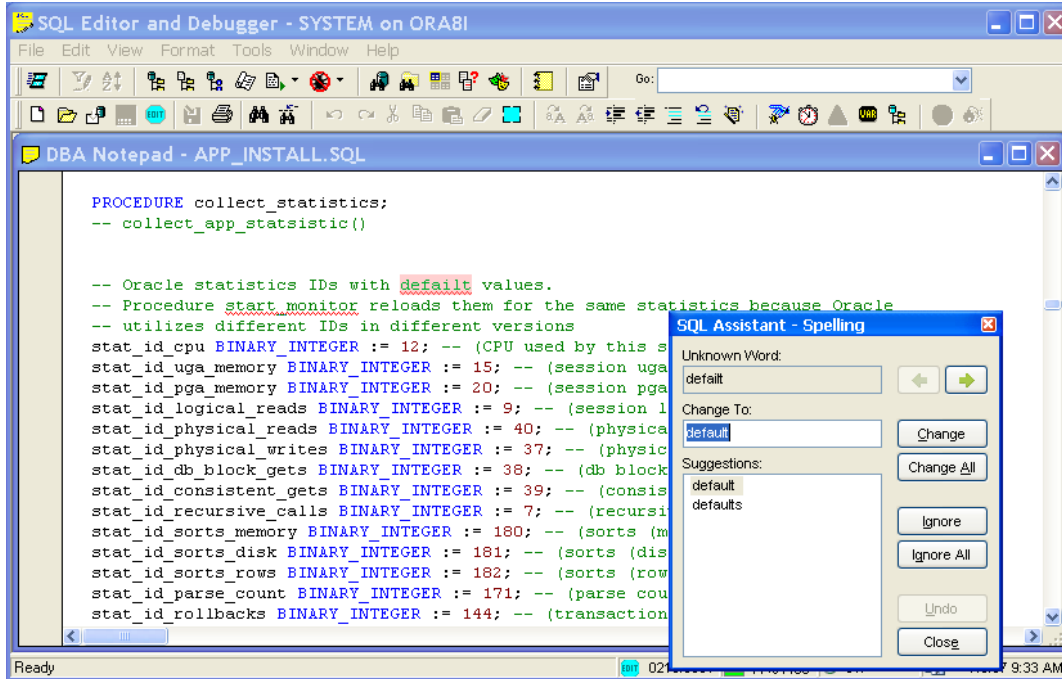 SQL Editor and Debugger - SYSTEM on ORA8I
File Edit View Format Tools Window Help
Go:
EDIT VAR
DBA Notepad - APP_INSTALL.SQL
PROCEDURE collect_statistics;
-- collect_app_statsistic()
-- Oracle statistics IDs with defailt values.
-- Procedure start_monitor reloads them for the same statistics because Oracle
-- utilizes different IDs in different versions
stat_id_cpu BINARY_INTEGER := 12; -- (CPU used by this s
stat_id_uga_memory BINARY_INTEGER := 15; -- (session uga
stat_id_pga_memory BINARY_INTEGER := 20; -- (session pga
stat_id_logical_reads BINARY_INTEGER := 9; -- (session l
stat_id_physical_reads BINARY_INTEGER := 40; -- (physica
stat_id_physical_writes BINARY_INTEGER := 37; -- (physic
stat_id_db_block_gets BINARY_INTEGER := 38; -- (db block
stat_id_consistent_gets BINARY_INTEGER := 39; -- (consis
stat_id_recursive_calls BINARY_INTEGER := 7; -- (recursi
stat_id_sorts_memory BINARY_INTEGER := 180; -- (sorts (m
stat_id_sorts_disk BINARY_INTEGER := 181; -- (sorts (dis
stat_id_sorts_rows BINARY_INTEGER := 182; -- (sorts (row
stat_id_parse_count BINARY_INTEGER := 171; -- (parse cou
stat_id_rollbacks BINARY_INTEGER := 144; -- (transaction
SQL Assistant - Spelling
Unknown Word:
defailt
Change To:
default
Change
Suggestions:
Change All
default
defaults
Ignore
Ignore All
Undo
Close
Ready
EDIT 9:33 AM